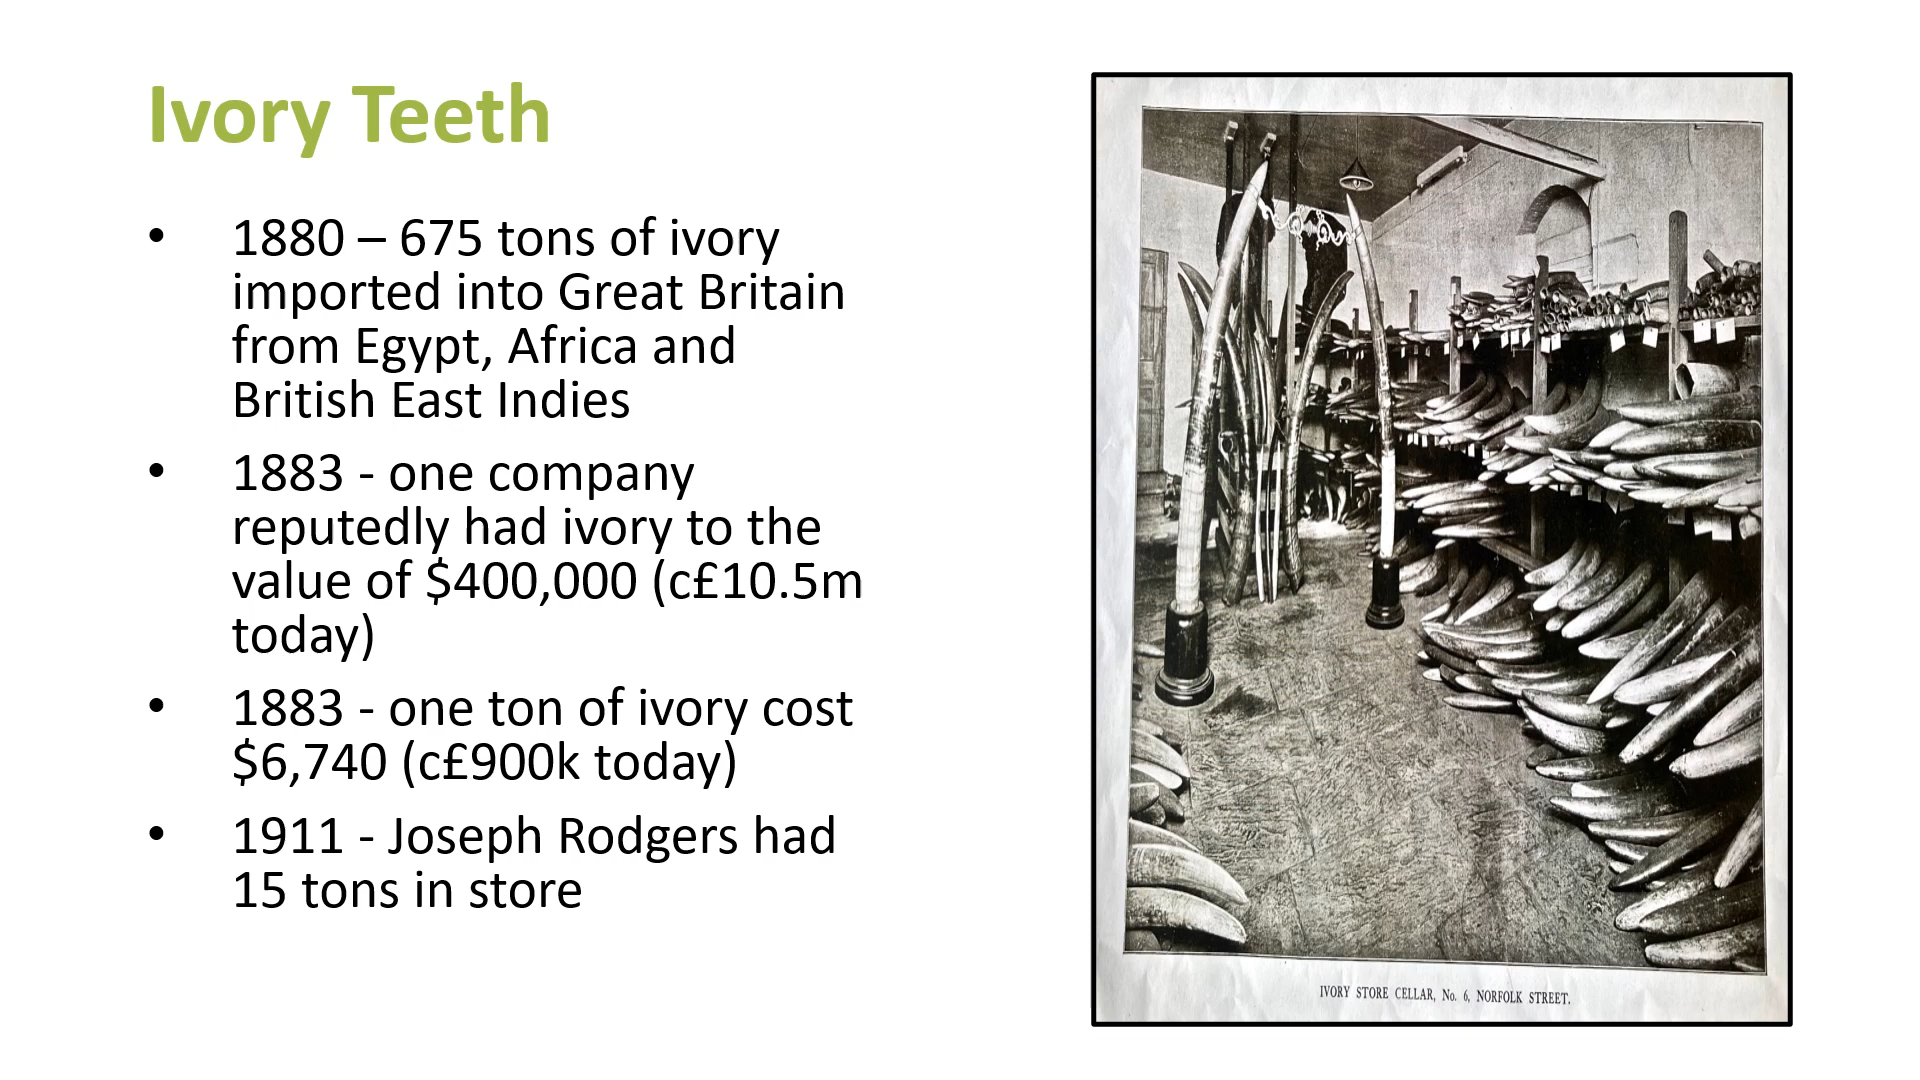 Ivory Teeth
• 1880 – 675 tons of ivory
imported into Great Britain
from Egypt, Africa and
British East Indies
• 1883 - one company
reputedly had ivory to the
value of $400,000 (c£10.5m
today)
• 1883 - one ton of ivory cost
$6,740 (c£900k today)
• 1911 - Joseph Rodgers had
15 tons in store
IVORY STORE CELLAR, No. 6, NORFOLK STREET.